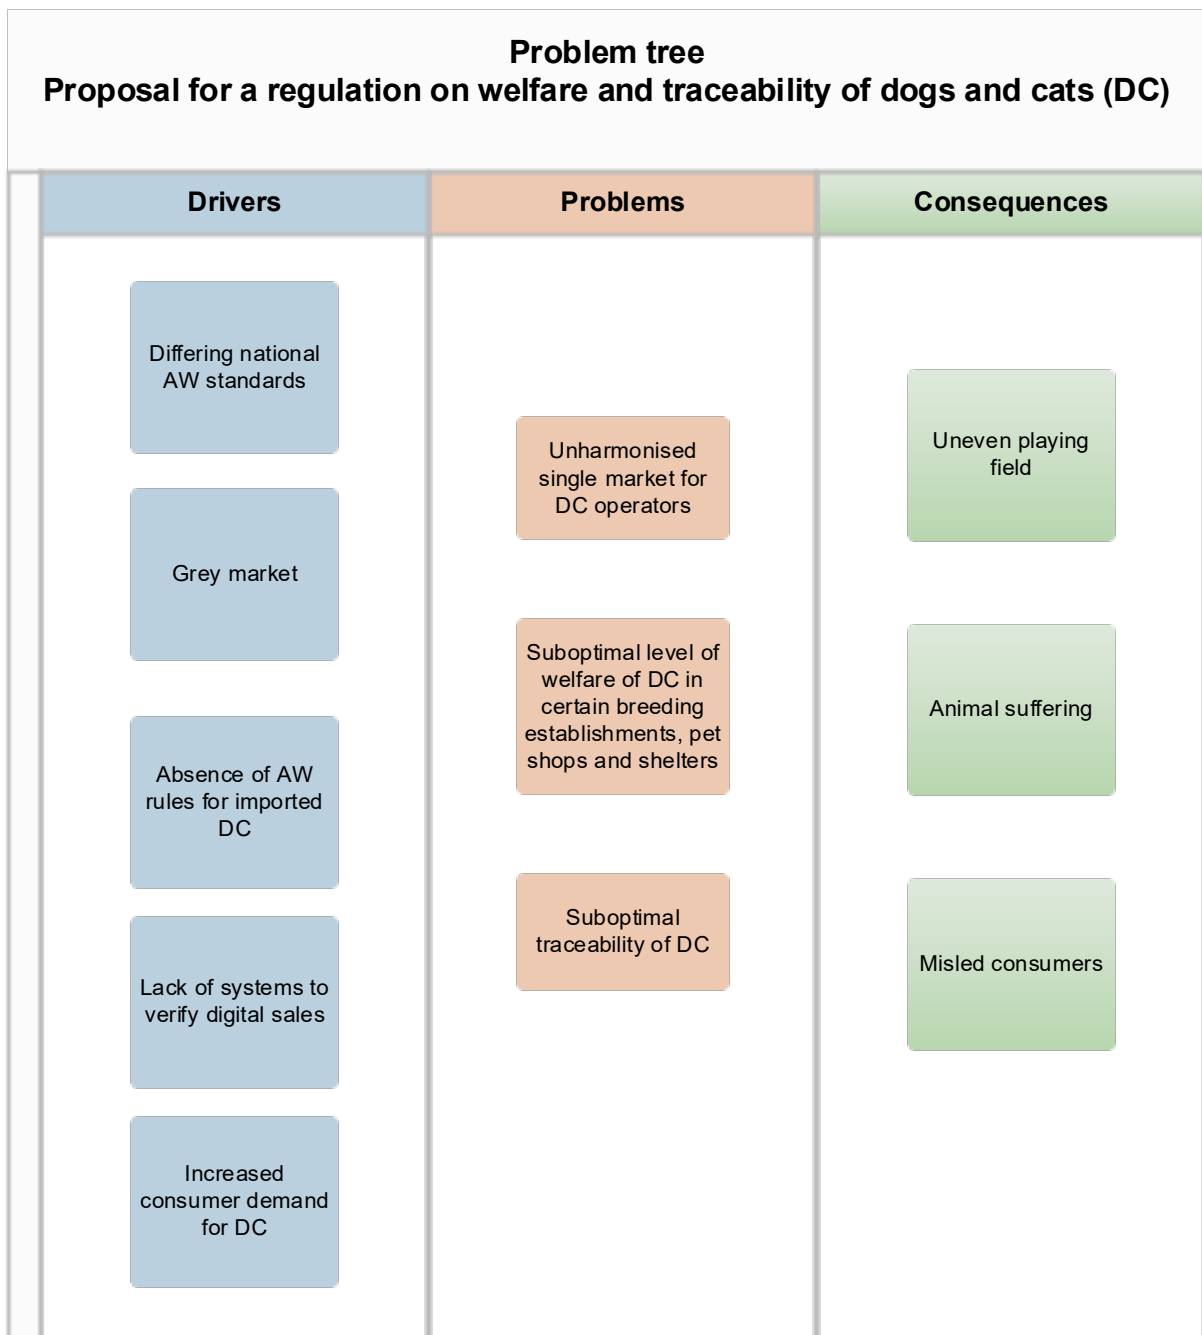 Problem tree
Proposal for a regulation on welfare and traceability of dogs and cats (DC)
Drivers
Problems
Consequences
Differing national
AW standards
Grey market
Absence of AW
rules for imported
DC
Lack of systems to
verify digital sales
Increased
consumer demand
for DC
Unharmonised
single market for
DC operators
Suboptimal level of
welfare of DC in
certain breeding
establishments, pet
shops and shelters
Suboptimal
traceability of DC
Uneven playing
field
Animal suffering
Misled consumers